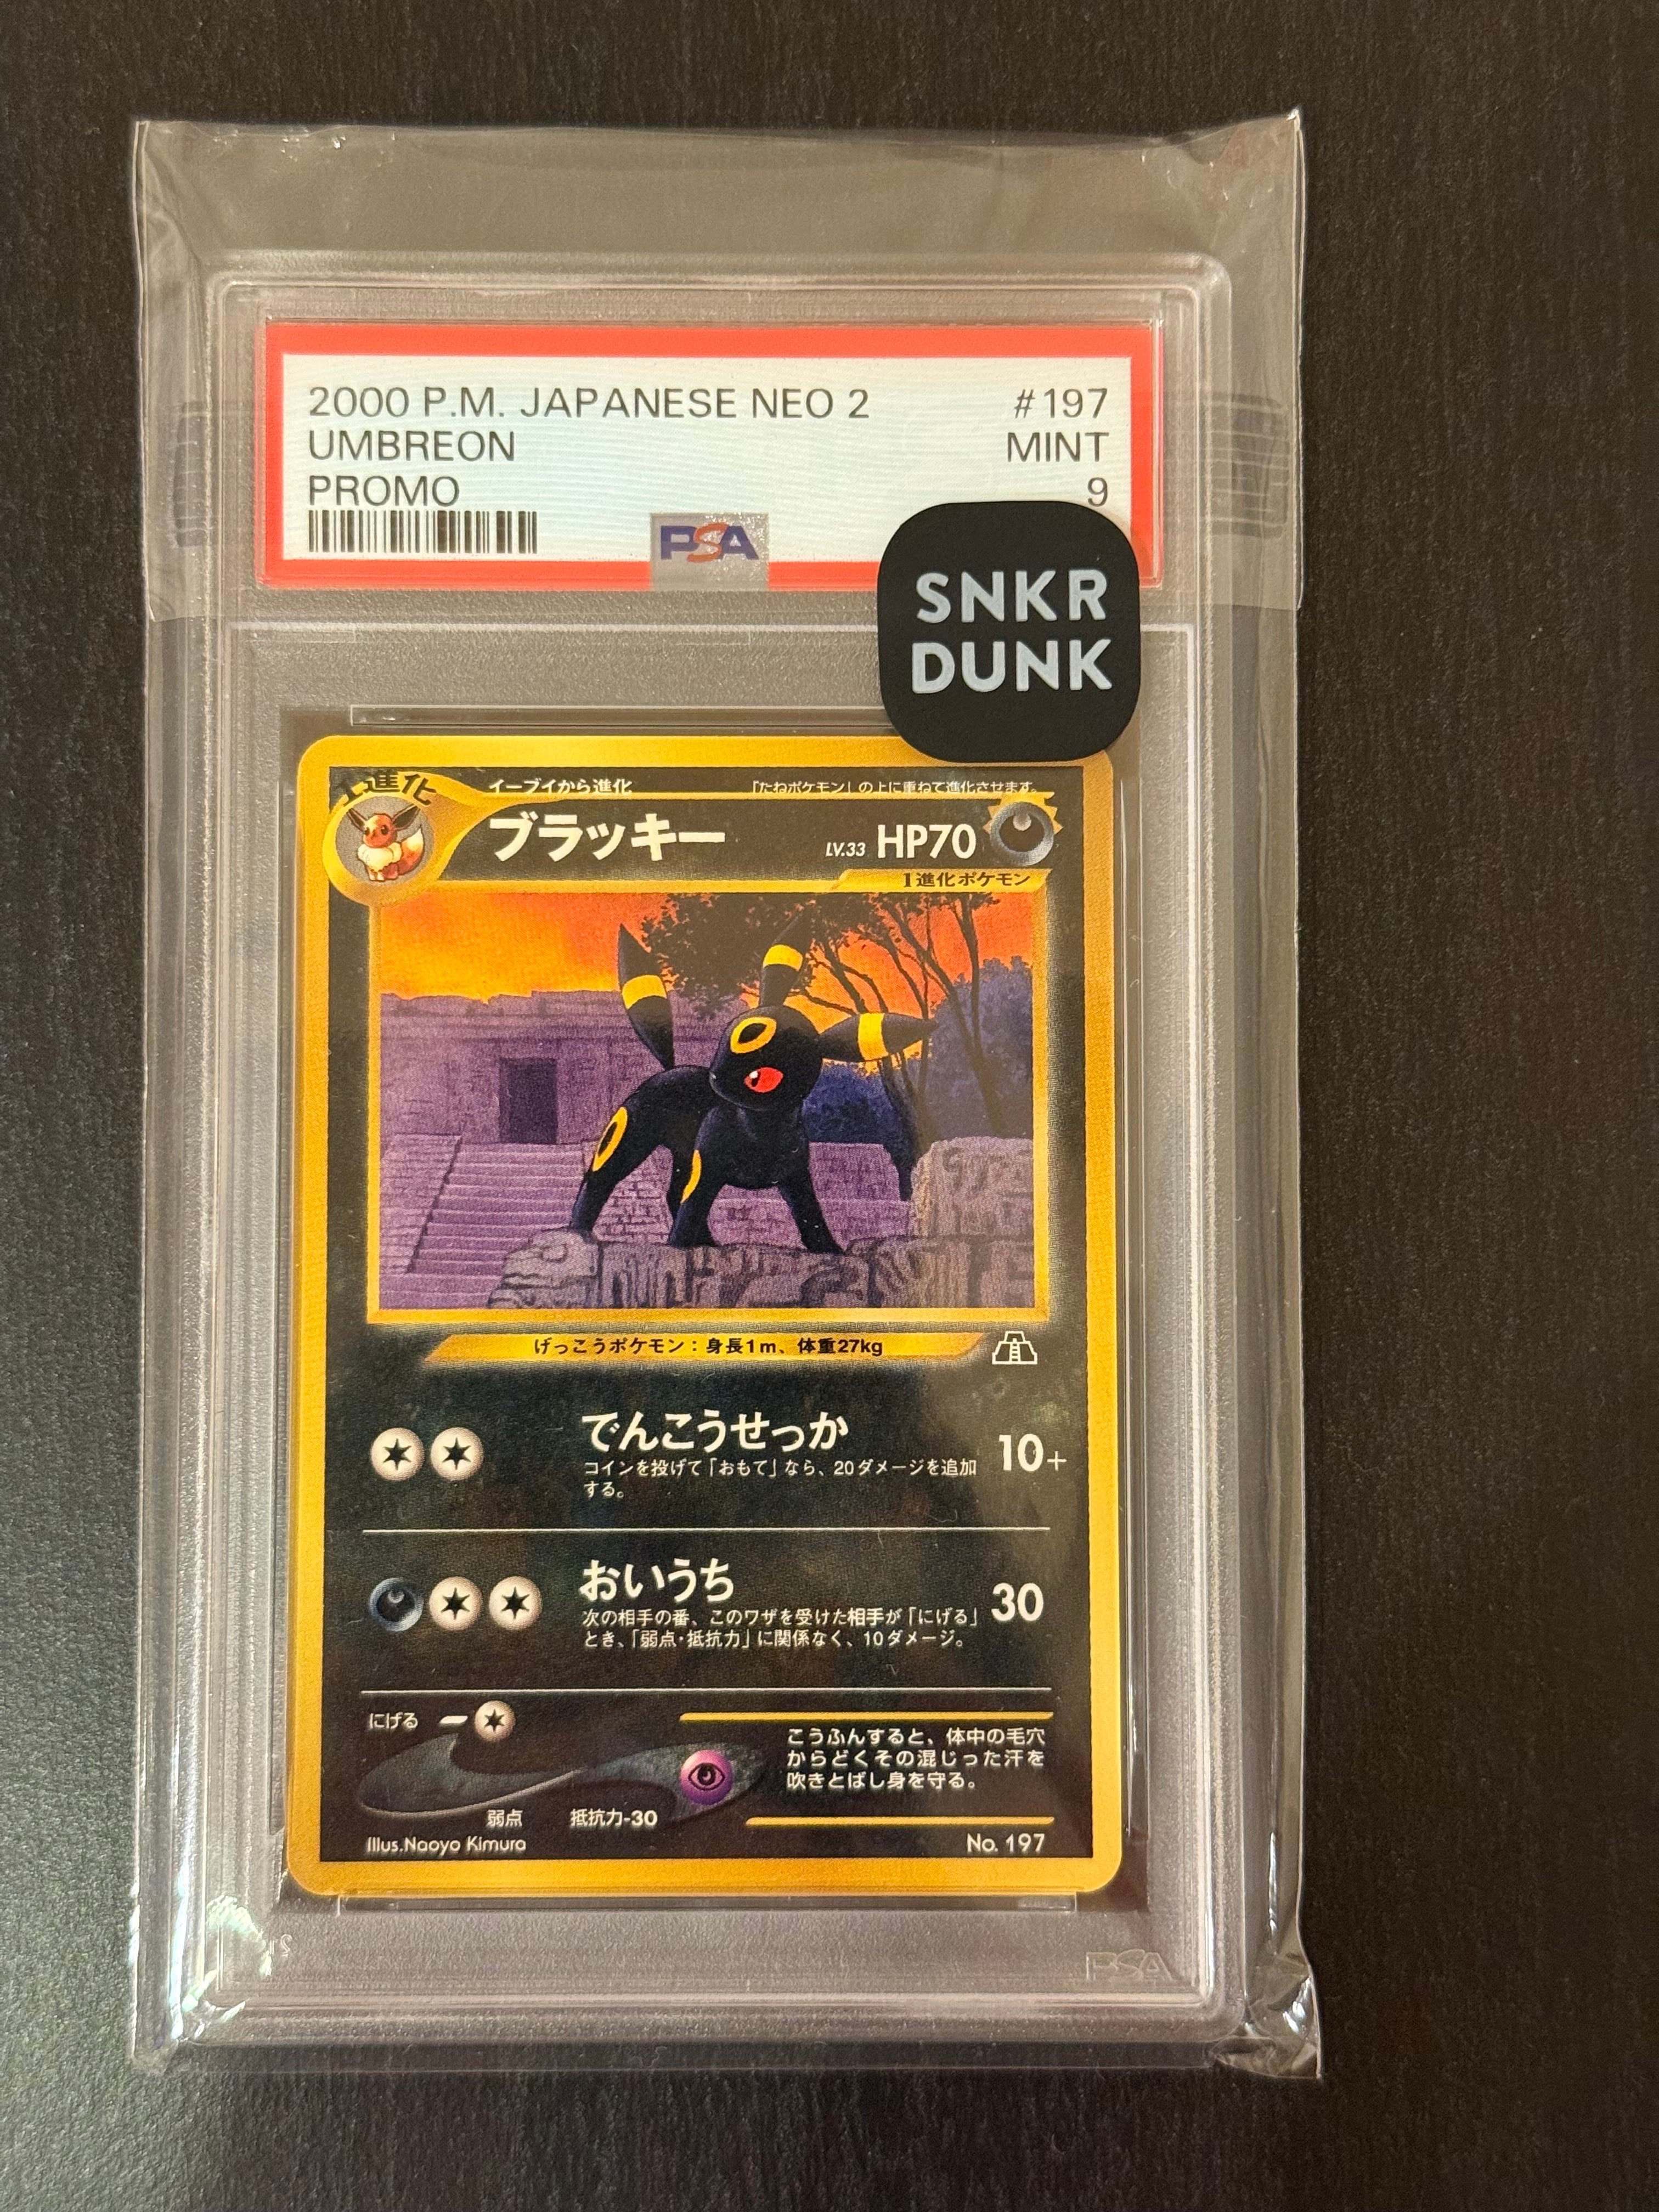 2000 P.M. JAPANESE NEO 2 #197
UMBREON MINT
PROMO 9
PSA
SNKR
DUNK
1進化
イーブイから進化 「たねポケモン」の上に重ねて進化させます。
ブラッキー LV.33 HP70
1進化ポケモン
げっこうポケモン：身長1m、体重27kg
でんこうせっか 10+
コインを投げて「おもて」なら、20ダメージを追加
する。
おいうち 30
次の相手の番、このワザを受けた相手が「にげる」
とき、「弱点・抵抗力」に関係なく、10ダメージ。
にげる
こうふんすると、体中の毛穴
からどくその混じった汗を
吹きとばし身を守る。
弱点 抵抗力-30
Illus.Naoyo Kimura No. 197
PSA